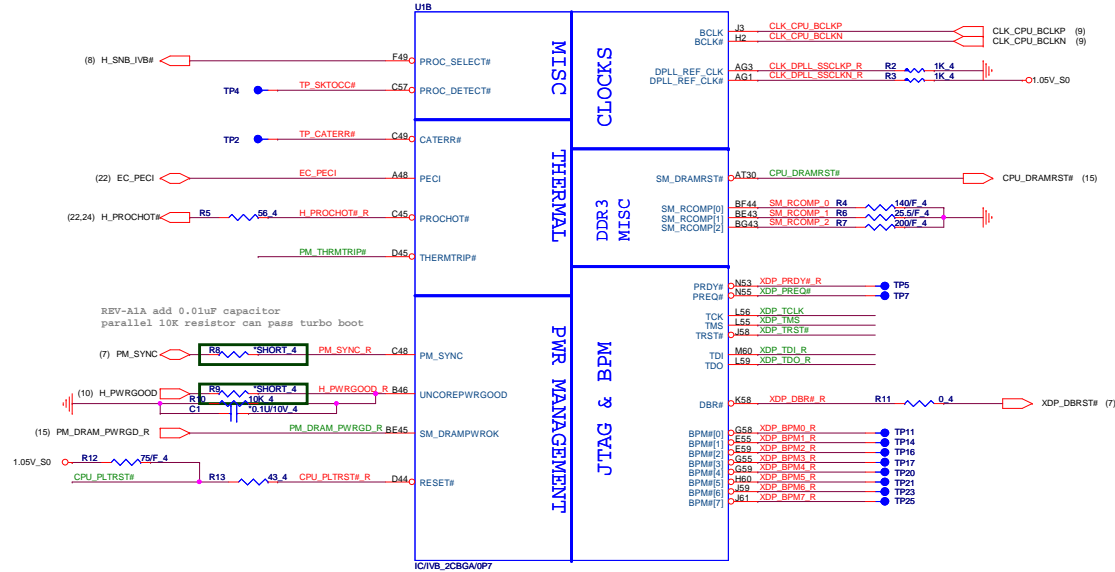 U1B
MISC
CLOCKS
THERMAL
DDR3
MISC
PWR MANAGEMENT
JTAG & BPM
(8) H_SNB_IVB#
F49
PROC_SELECT#
TP4
TP_SKTOCC#
C57
PROC_DETECT#
TP2
TP_CATERR#
C49
CATERR#
(22) EC_PECI
EC_PECI
A48
PECI
(22,24) H_PROCHOT#
R5
56_4
H_PROCHOT#_R
C45
PROCHOT#
PM_THRMTRIP#
D45
THERMTRIP#
REV-A1A add 0.01uF capacitor
parallel 10K resistor can pass turbo boot
(7) PM_SYNC
R8
*SHORT_4
PM_SYNC_R
C48
PM_SYNC
(10) H_PWRGOOD
R9
*SHORT_4
H_PWRGOOD_R
B46
UNCOREPWRGOOD
R10
10K_4
C1
*0.1U/10V_4
(15) PM_DRAM_PWRGD_R
PM_DRAM_PWRGD_R
BE45
SM_DRAMPWROK
1.05V_S0
R12
75/F_4
CPU_PLTRST#
R13
43_4
CPU_PLTRST#_R
D44
RESET#
BCLK
J3
CLK_CPU_BCLKP
CLK_CPU_BCLKP (9)
BCLK#
H2
CLK_CPU_BCLKN
CLK_CPU_BCLKN (9)
DPLL_REF_CLK
AG3
CLK_DPLL_SSCLKP_R
R2
1K_4
DPLL_REF_CLK#
AG1
CLK_DPLL_SSCLKN_R
R3
1K_4
1.05V_S0
SM_DRAMRST#
AT30
CPU_DRAMRST#
CPU_DRAMRST# (15)
SM_RCOMP[0]
BF44
SM_RCOMP_0
R4
140/F_4
SM_RCOMP[1]
BE43
SM_RCOMP_1
R6
25.5/F_4
SM_RCOMP[2]
BG43
SM_RCOMP_2
R7
200/F_4
PRDY#
N53
XDP_PRDY#_R
TP5
PREQ#
N55
XDP_PREQ#
TP7
TCK
L56
XDP_TCLK
TMS
L55
XDP_TMS
TRST#
J58
XDP_TRST#
TDI
M60
XDP_TDI_R
TDO
L59
XDP_TDO_R
DBR#
K58
XDP_DBR#_R
R11
0_4
XDP_DBRST# (7)
BPM#[0]
G58
XDP_BPM0_R
TP11
BPM#[1]
E55
XDP_BPM1_R
TP14
BPM#[2]
E59
XDP_BPM2_R
TP16
BPM#[3]
G55
XDP_BPM3_R
TP17
BPM#[4]
G59
XDP_BPM4_R
TP20
BPM#[5]
H60
XDP_BPM5_R
TP21
BPM#[6]
J59
XDP_BPM6_R
TP23
BPM#[7]
J61
XDP_BPM7_R
TP25
IC/IVB_2CBGA/0P7